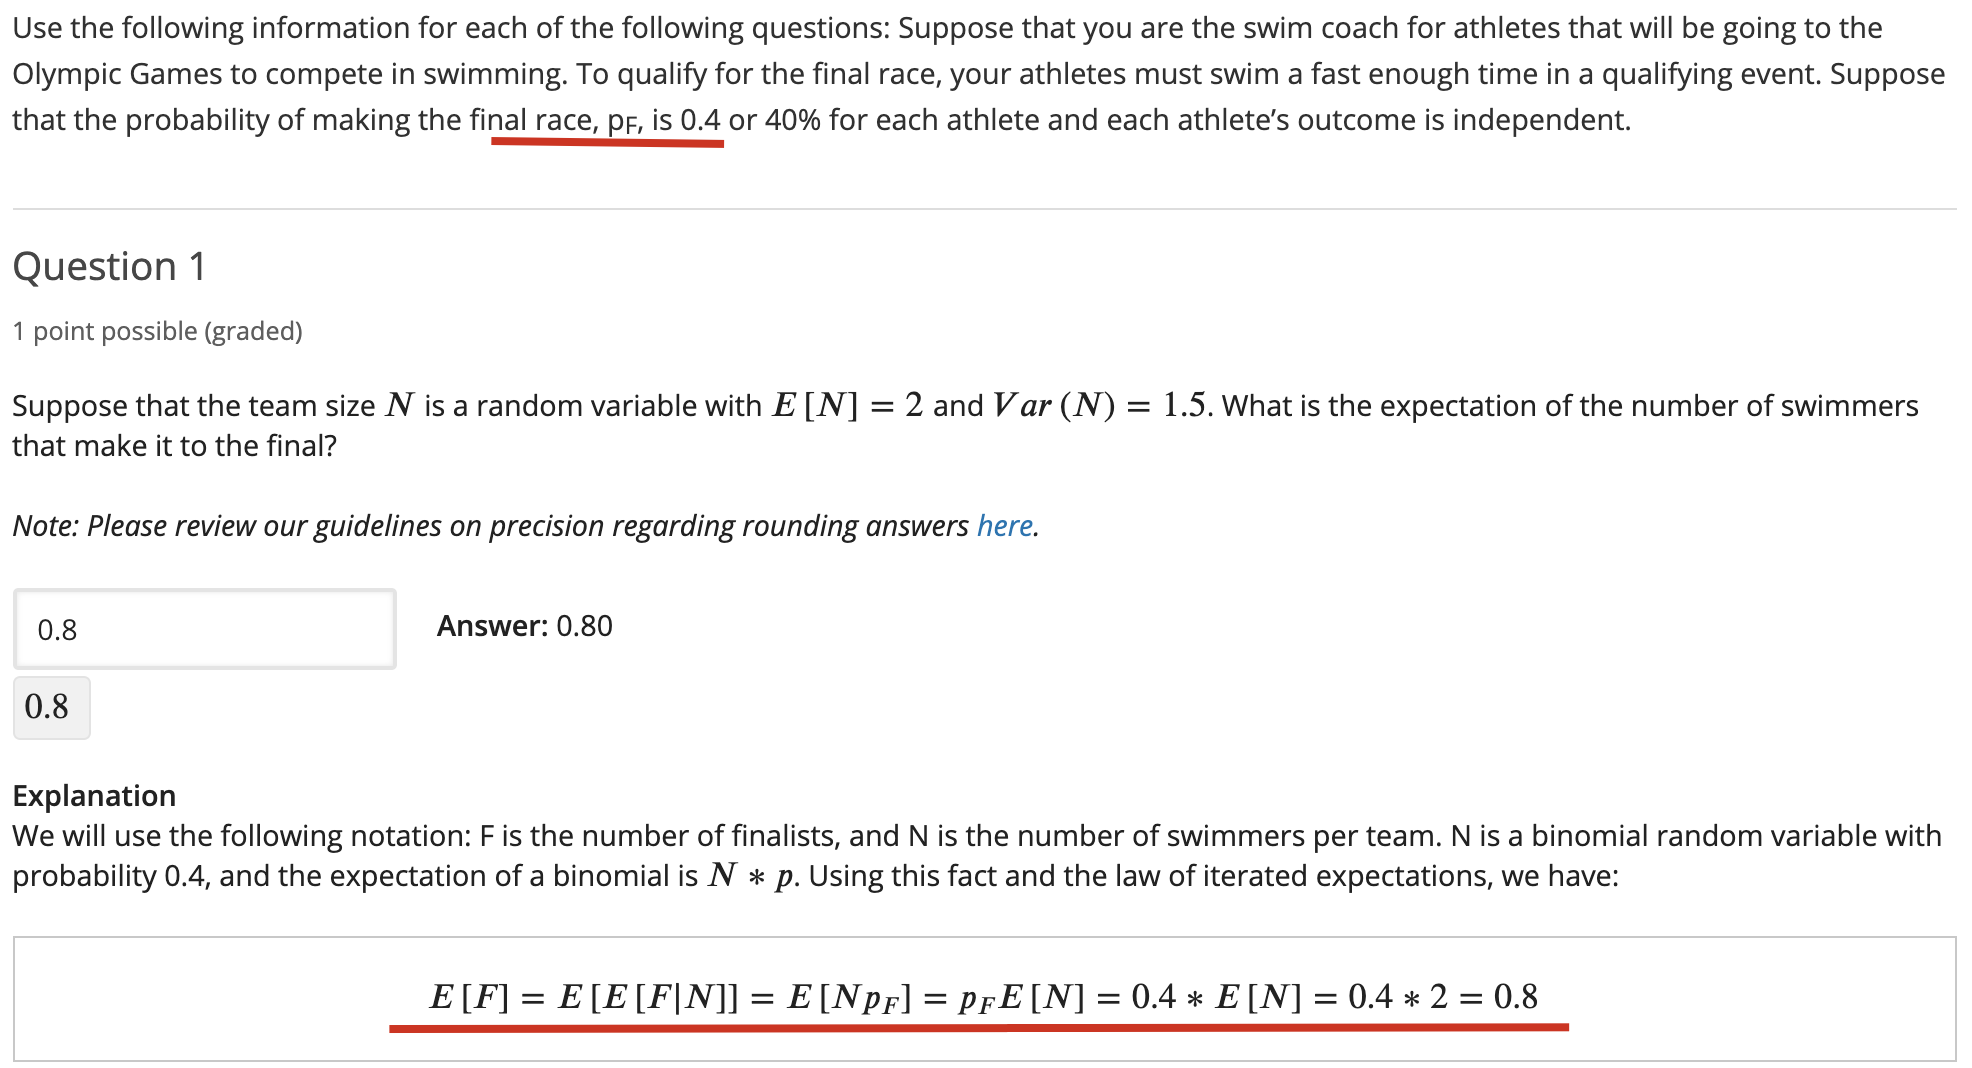 Use the following information for each of the following questions: Suppose that you are the swim coach for athletes that will be going to the
Olympic Games to compete in swimming. To qualify for the final race, your athletes must swim a fast enough time in a qualifying event. Suppose
that the probability of making the final race, pF, is 0.4 or 40% for each athlete and each athlete’s outcome is independent.
Question 1
1 point possible (graded)
Suppose that the team size N is a random variable with E [N] = 2 and Var (N) = 1.5. What is the expectation of the number of swimmers
that make it to the final?
Note: Please review our guidelines on precision regarding rounding answers here.
0.8
Answer: 0.80
0.8
Explanation
We will use the following notation: F is the number of finalists, and N is the number of swimmers per team. N is a binomial random variable with
probability 0.4, and the expectation of a binomial is N * p. Using this fact and the law of iterated expectations, we have:
E [F] = E [E [F|N]] = E [NpF] = pFE [N] = 0.4 * E [N] = 0.4 * 2 = 0.8